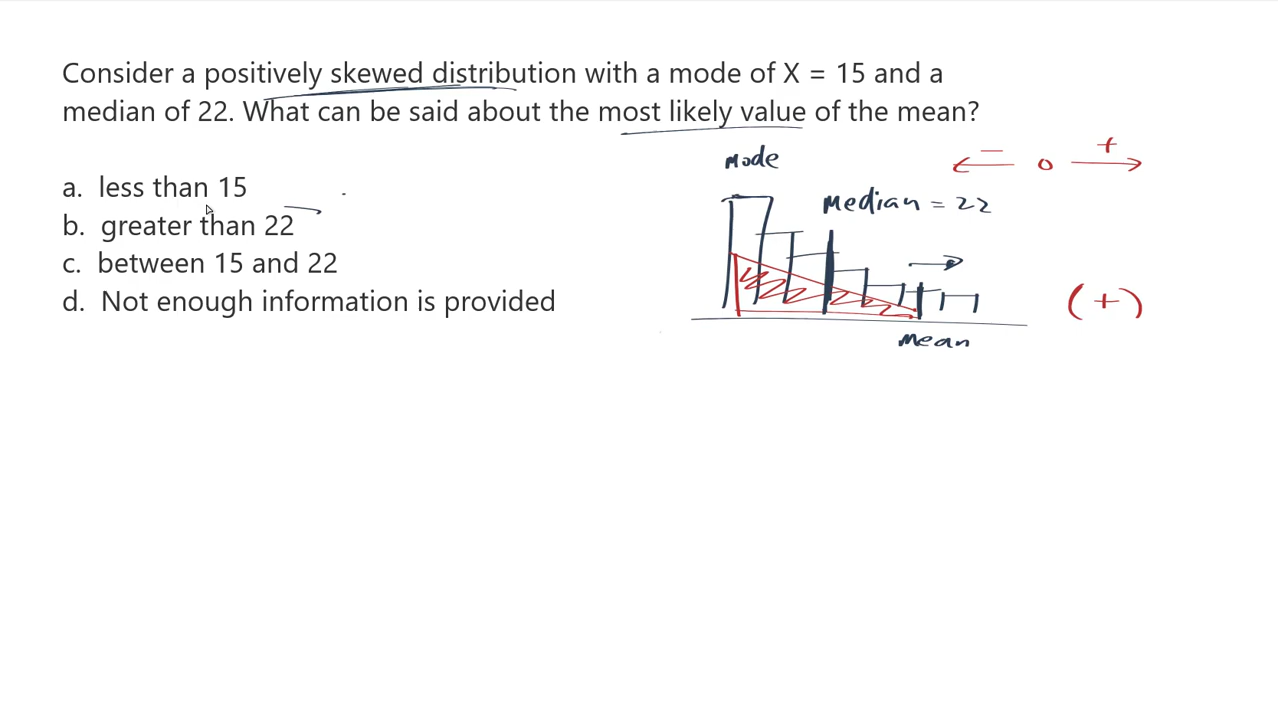 Consider a positively skewed distribution with a mode of X = 15 and a
median of 22. What can be said about the most likely value of the mean?
a. less than 15
b. greater than 22
c. between 15 and 22
d. Not enough information is provided
Mode
Median = 22
mean
- 0 +
(+)